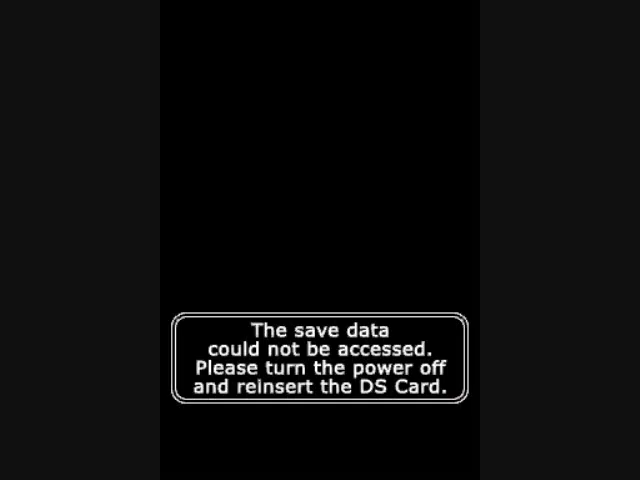 The save data
could not be accessed.
Please turn the power off
and reinsert the DS Card.